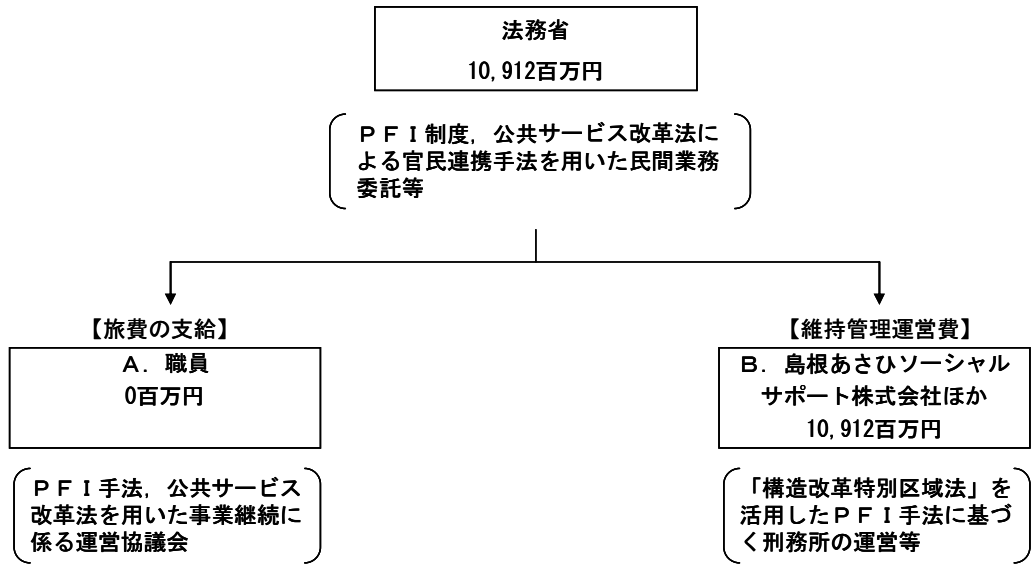 法務省
10,912百万円
ＰＦＩ制度，公共サービス改革法に
よる官民連携手法を用いた民間業務
委託等
【旅費の支給】
Ａ．職員
0百万円
ＰＦＩ手法，公共サービス
改革法を用いた事業継続に
係る運営協議会
【維持管理運営費】
Ｂ．島根あさひソーシャル
サポート株式会社ほか
10,912百万円
「構造改革特別区域法」を
活用したＰＦＩ手法に基づ
く刑務所の運営等